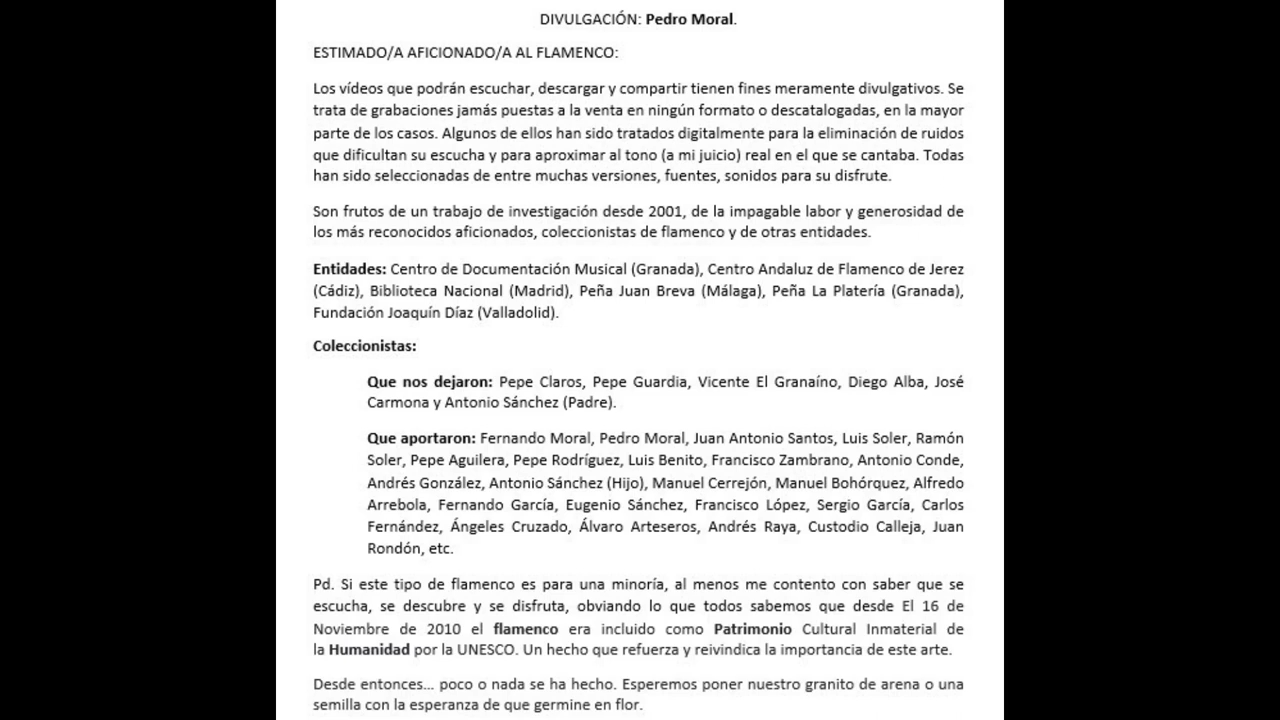 DIVULGACIÓN: Pedro Moral.
ESTIMADO/A AFICIONADO/A AL FLAMENCO:
Los vídeos que podrán escuchar, descargar y compartir tienen fines meramente divulgativos. Se
trata de grabaciones jamás puestas a la venta en ningún formato o descatalogadas, en la mayor
parte de los casos. Algunos de ellos han sido tratados digitalmente para la eliminación de ruidos
que dificultan su escucha y para aproximar al tono (a mi juicio) real en el que se cantaba. Todas
han sido seleccionadas de entre muchas versiones, fuentes, sonidos para su disfrute.
Son frutos de un trabajo de investigación desde 2001, de la impagable labor y generosidad de
los más reconocidos aficionados, coleccionistas de flamenco y de otras entidades.
Entidades: Centro de Documentación Musical (Granada), Centro Andaluz de Flamenco de Jerez
(Cádiz), Biblioteca Nacional (Madrid), Peña Juan Breva (Málaga), Peña La Platería (Granada),
Fundación Joaquín Díaz (Valladolid).
Coleccionistas:
Que nos dejaron: Pepe Claros, Pepe Guardia, Vicente El Granaíno, Diego Alba, José
Carmona y Antonio Sánchez (Padre).
Que aportaron: Fernando Moral, Pedro Moral, Juan Antonio Santos, Luis Soler, Ramón
Soler, Pepe Aguilera, Pepe Rodríguez, Luis Benito, Francisco Zambrano, Antonio Conde,
Andrés González, Antonio Sánchez (Hijo), Manuel Cerrejón, Manuel Bohórquez, Alfredo
Arrebola, Fernando García, Eugenio Sánchez, Francisco López, Sergio García, Carlos
Fernández, Ángeles Cruzado, Álvaro Arteseros, Andrés Raya, Custodio Calleja, Juan
Rondón, etc.
Pd. Si este tipo de flamenco es para una minoría, al menos me contento con saber que se
escucha, se descubre y se disfruta, obviando lo que todos sabemos que desde El 16 de
Noviembre de 2010 el flamenco era incluido como Patrimonio Cultural Inmaterial de
la Humanidad por la UNESCO. Un hecho que refuerza y reivindica la importancia de este arte.
Desde entonces... poco o nada se ha hecho. Esperemos poner nuestro granito de arena o una
semilla con la esperanza de que germine en flor.